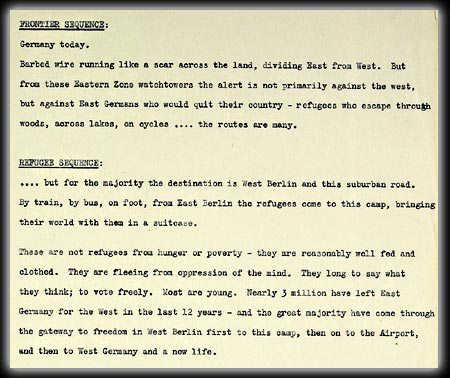 FRONTIER SEQUENCE:
Germany today.
Barbed wire running like a scar across the land, dividing East from West. But
from these Eastern Zone watchtowers the alert is not primarily against the west,
but against East Germans who would quit their country - refugees who escape through
woods, across lakes, on cycles .... the routes are many.
REFUGEE SEQUENCE:
.... but for the majority the destination is West Berlin and this suburban road.
By train, by bus, on foot, from East Berlin the refugees come to this camp, bringing
their world with them in a suitcase.
These are not refugees from hunger or poverty - they are reasonably well fed and
clothed. They are fleeing from oppression of the mind. They long to say what
they think; to vote freely. Most are young. Nearly 3 million have left East
Germany for the West in the last 12 years - and the great majority have come through
the gateway to freedom in West Berlin first to this camp, then on to the Airport,
and then to West Germany and a new life.